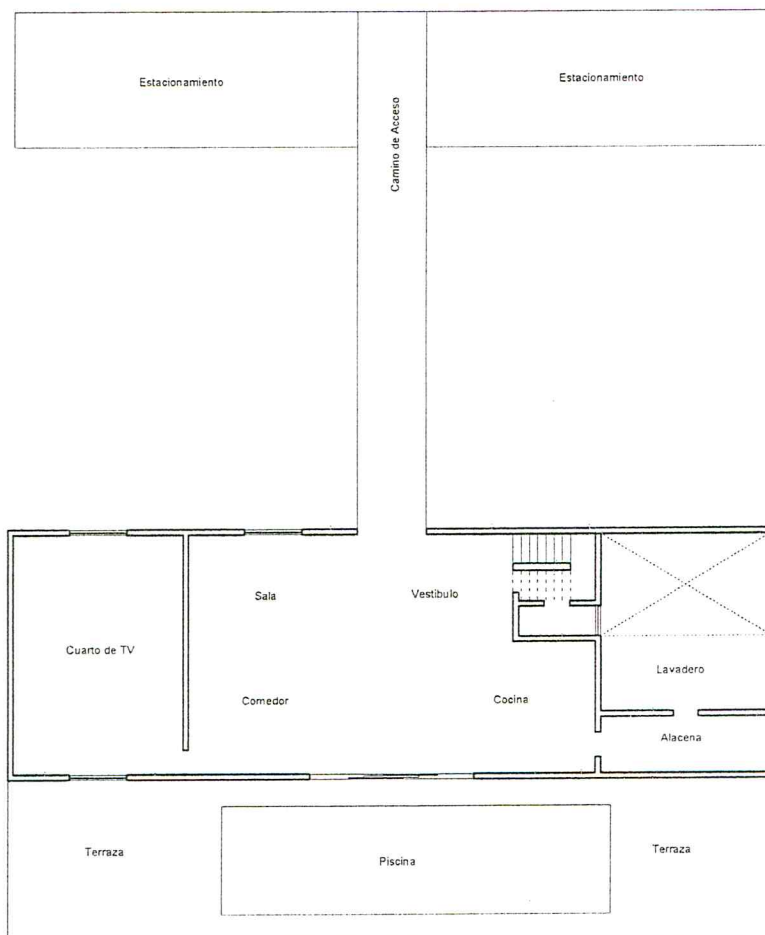 Estacionamiento
Estacionamiento
Camino de Acceso
Sala
Vestibulo
Cuarto de TV
Lavadero
Comedor
Cocina
Alacena
Terraza
Piscina
Terraza